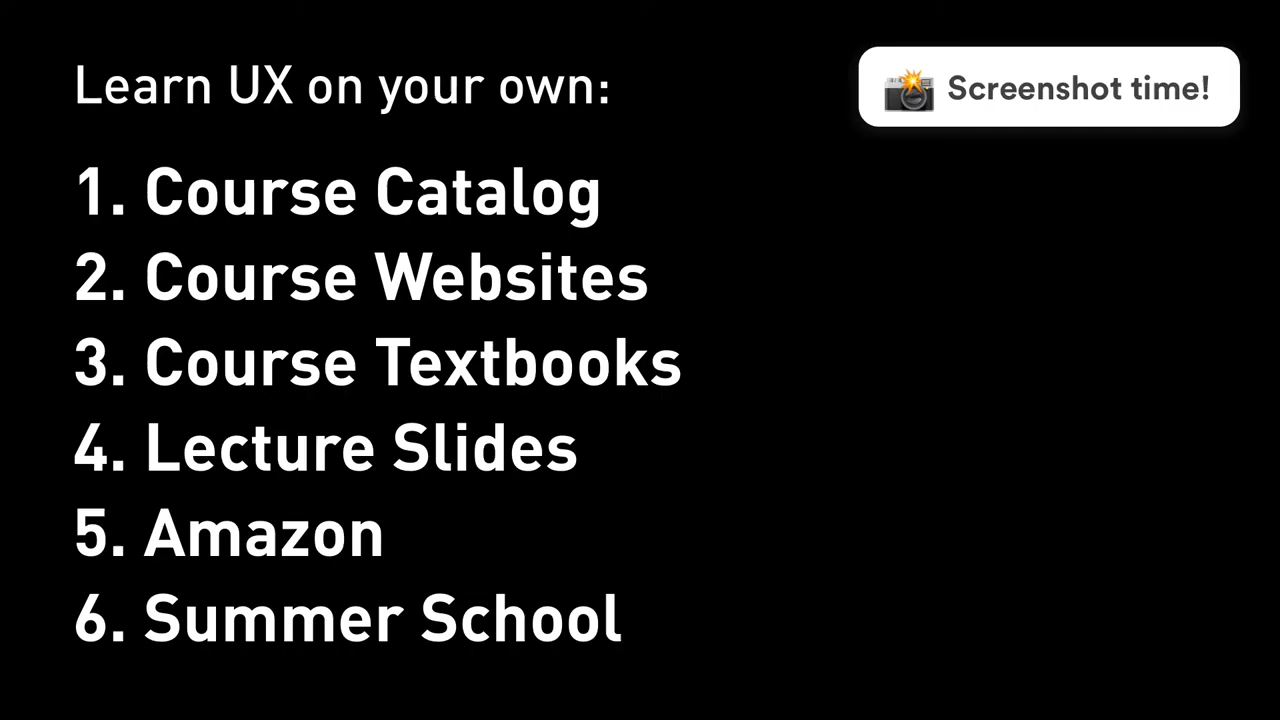 Learn UX on your own:
Screenshot time!
1. Course Catalog
2. Course Websites
3. Course Textbooks
4. Lecture Slides
5. Amazon
6. Summer School